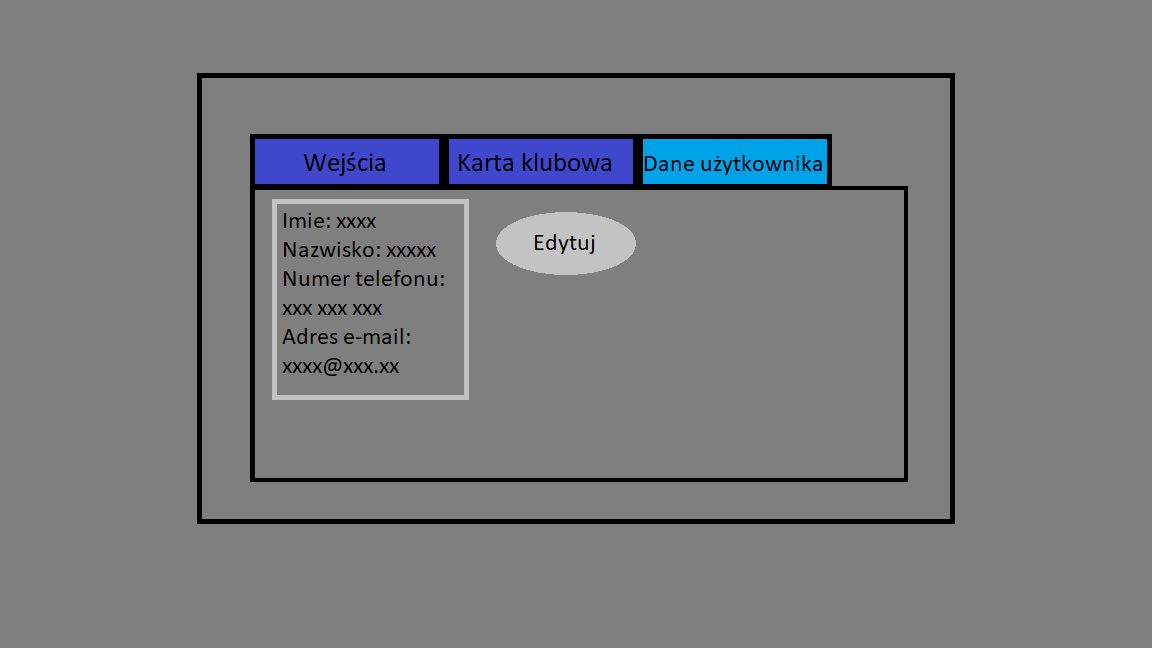 Wejścia
Karta klubowa
Dane użytkownika
Imie: xxxx
Nazwisko: xxxxx
Numer telefonu:
xxx xxx xxx
Adres e-mail:
xxxx@xxx.xx
Edytuj